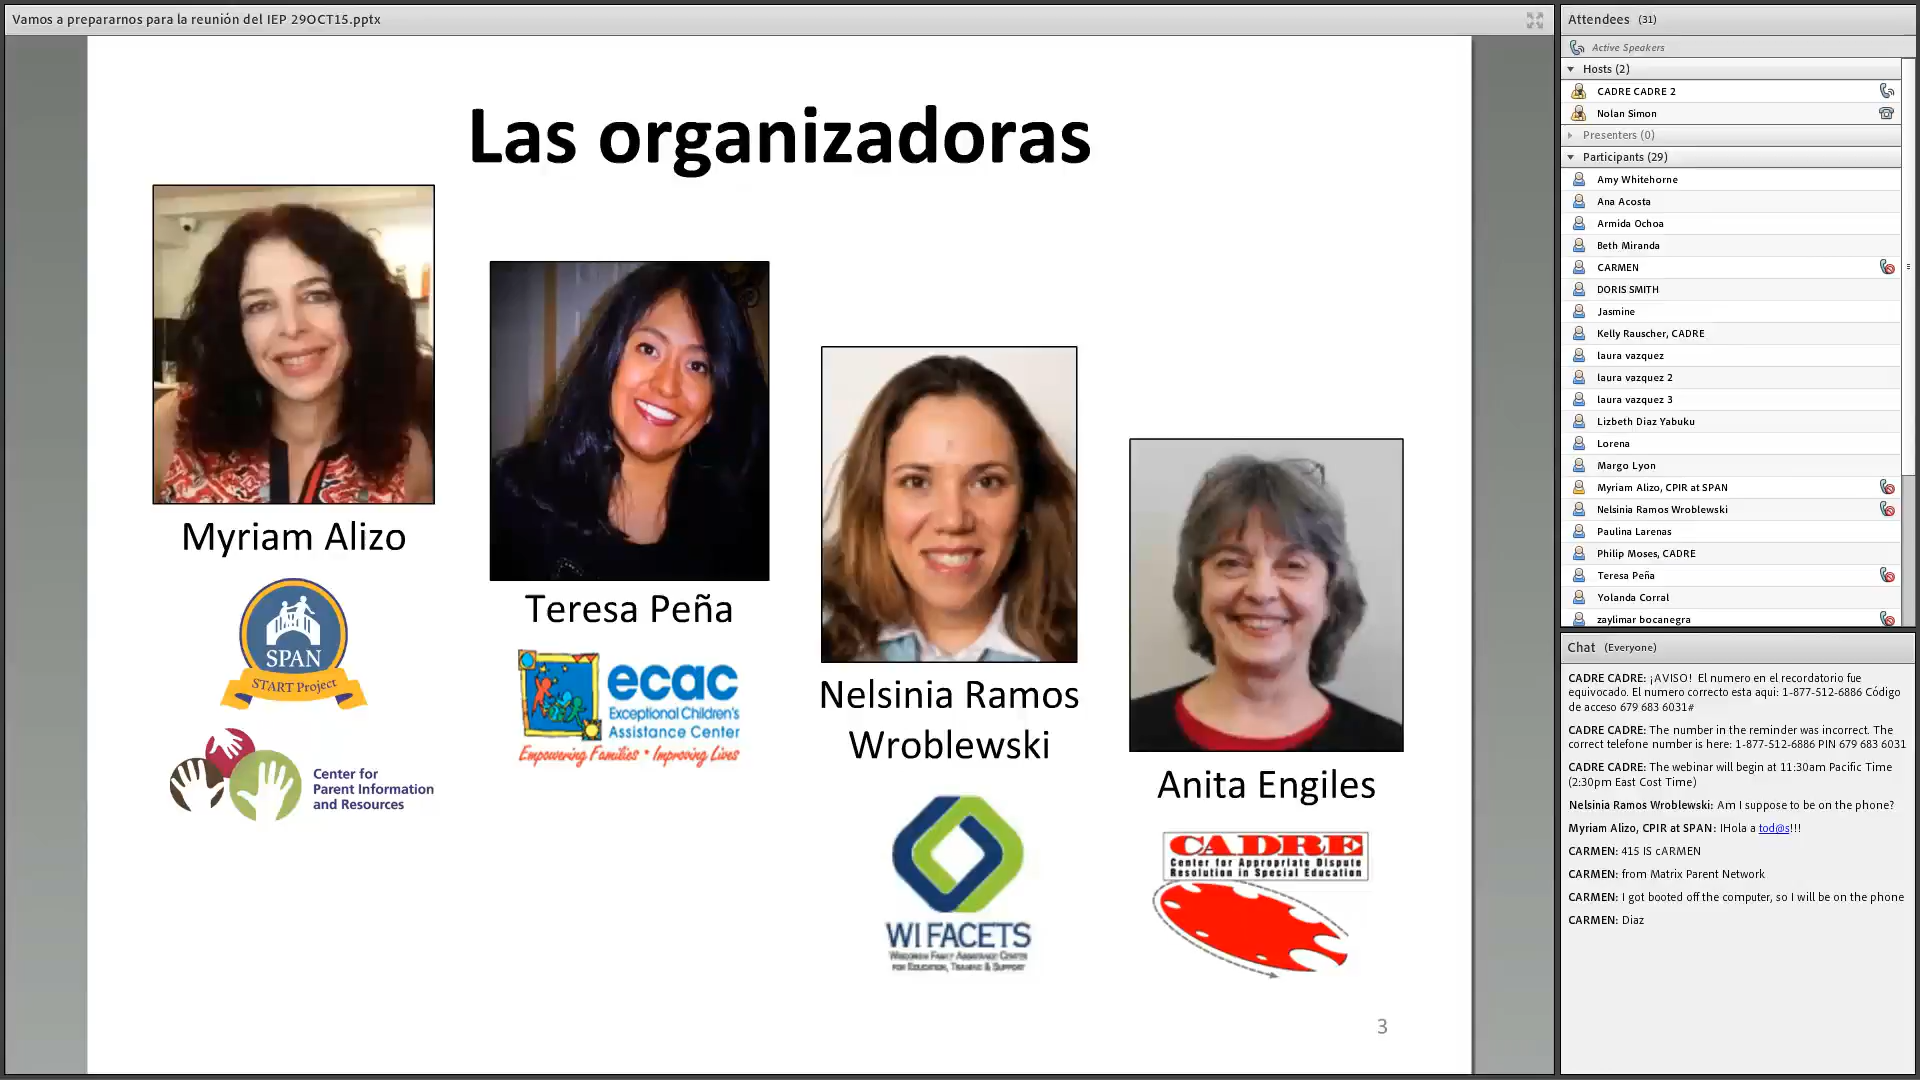 Vamos a prepararnos para la reunión del IEP 29OCT15.pptx
Las organizadoras
Myriam Alizo
SPAN
START Project
Center for
Parent Information
and Resources
Teresa Peña
ecac
Exceptional Children's
Assistance Center
Empowering Families • Improving Lives
Nelsinia Ramos
Wroblewski
WI FACETS
Wisconsin Family Assistance Center
for Education, Training & Support
Anita Engiles
CADRE
Center for Appropriate Dispute
Resolution in Special Education
3
Attendees (31)
Active Speakers
Hosts (2)
CADRE CADRE 2
Nolan Simon
Presenters (0)
Participants (29)
Amy Whitehorne
Ana Acosta
Armida Ochoa
Beth Miranda
CARMEN
DORIS SMITH
Jasmine
Kelly Rauscher, CADRE
laura vazquez
laura vazquez 2
laura vazquez 3
Lizbeth Diaz Yabuku
Lorena
Margo Lyon
Myriam Alizo, CPIR at SPAN
Nelsinia Ramos Wroblewski
Paulina Larenas
Philip Moses, CADRE
Teresa Peña
Yolanda Corral
zaylimar bocanegra
Chat (Everyone)
CADRE CADRE: ¡AVISO! El numero en el recordatorio fue
equivocado. El numero correcto esta aqui: 1-877-512-6886 Código
de acceso 679 683 6031#
CADRE CADRE: The number in the reminder was incorrect. The
correct telefone number is here: 1-877-512-6886 PIN 679 683 6031
CADRE CADRE: The webinar will begin at 11:30am Pacific Time
(2:30pm East Cost Time)
Nelsinia Ramos Wroblewski: Am I suppose to be on the phone?
Myriam Alizo, CPIR at SPAN: IHola a tod@s!!!
CARMEN: 415 IS cARMEN
CARMEN: from Matrix Parent Network
CARMEN: I got booted off the computer, so I will be on the phone
CARMEN: Diaz